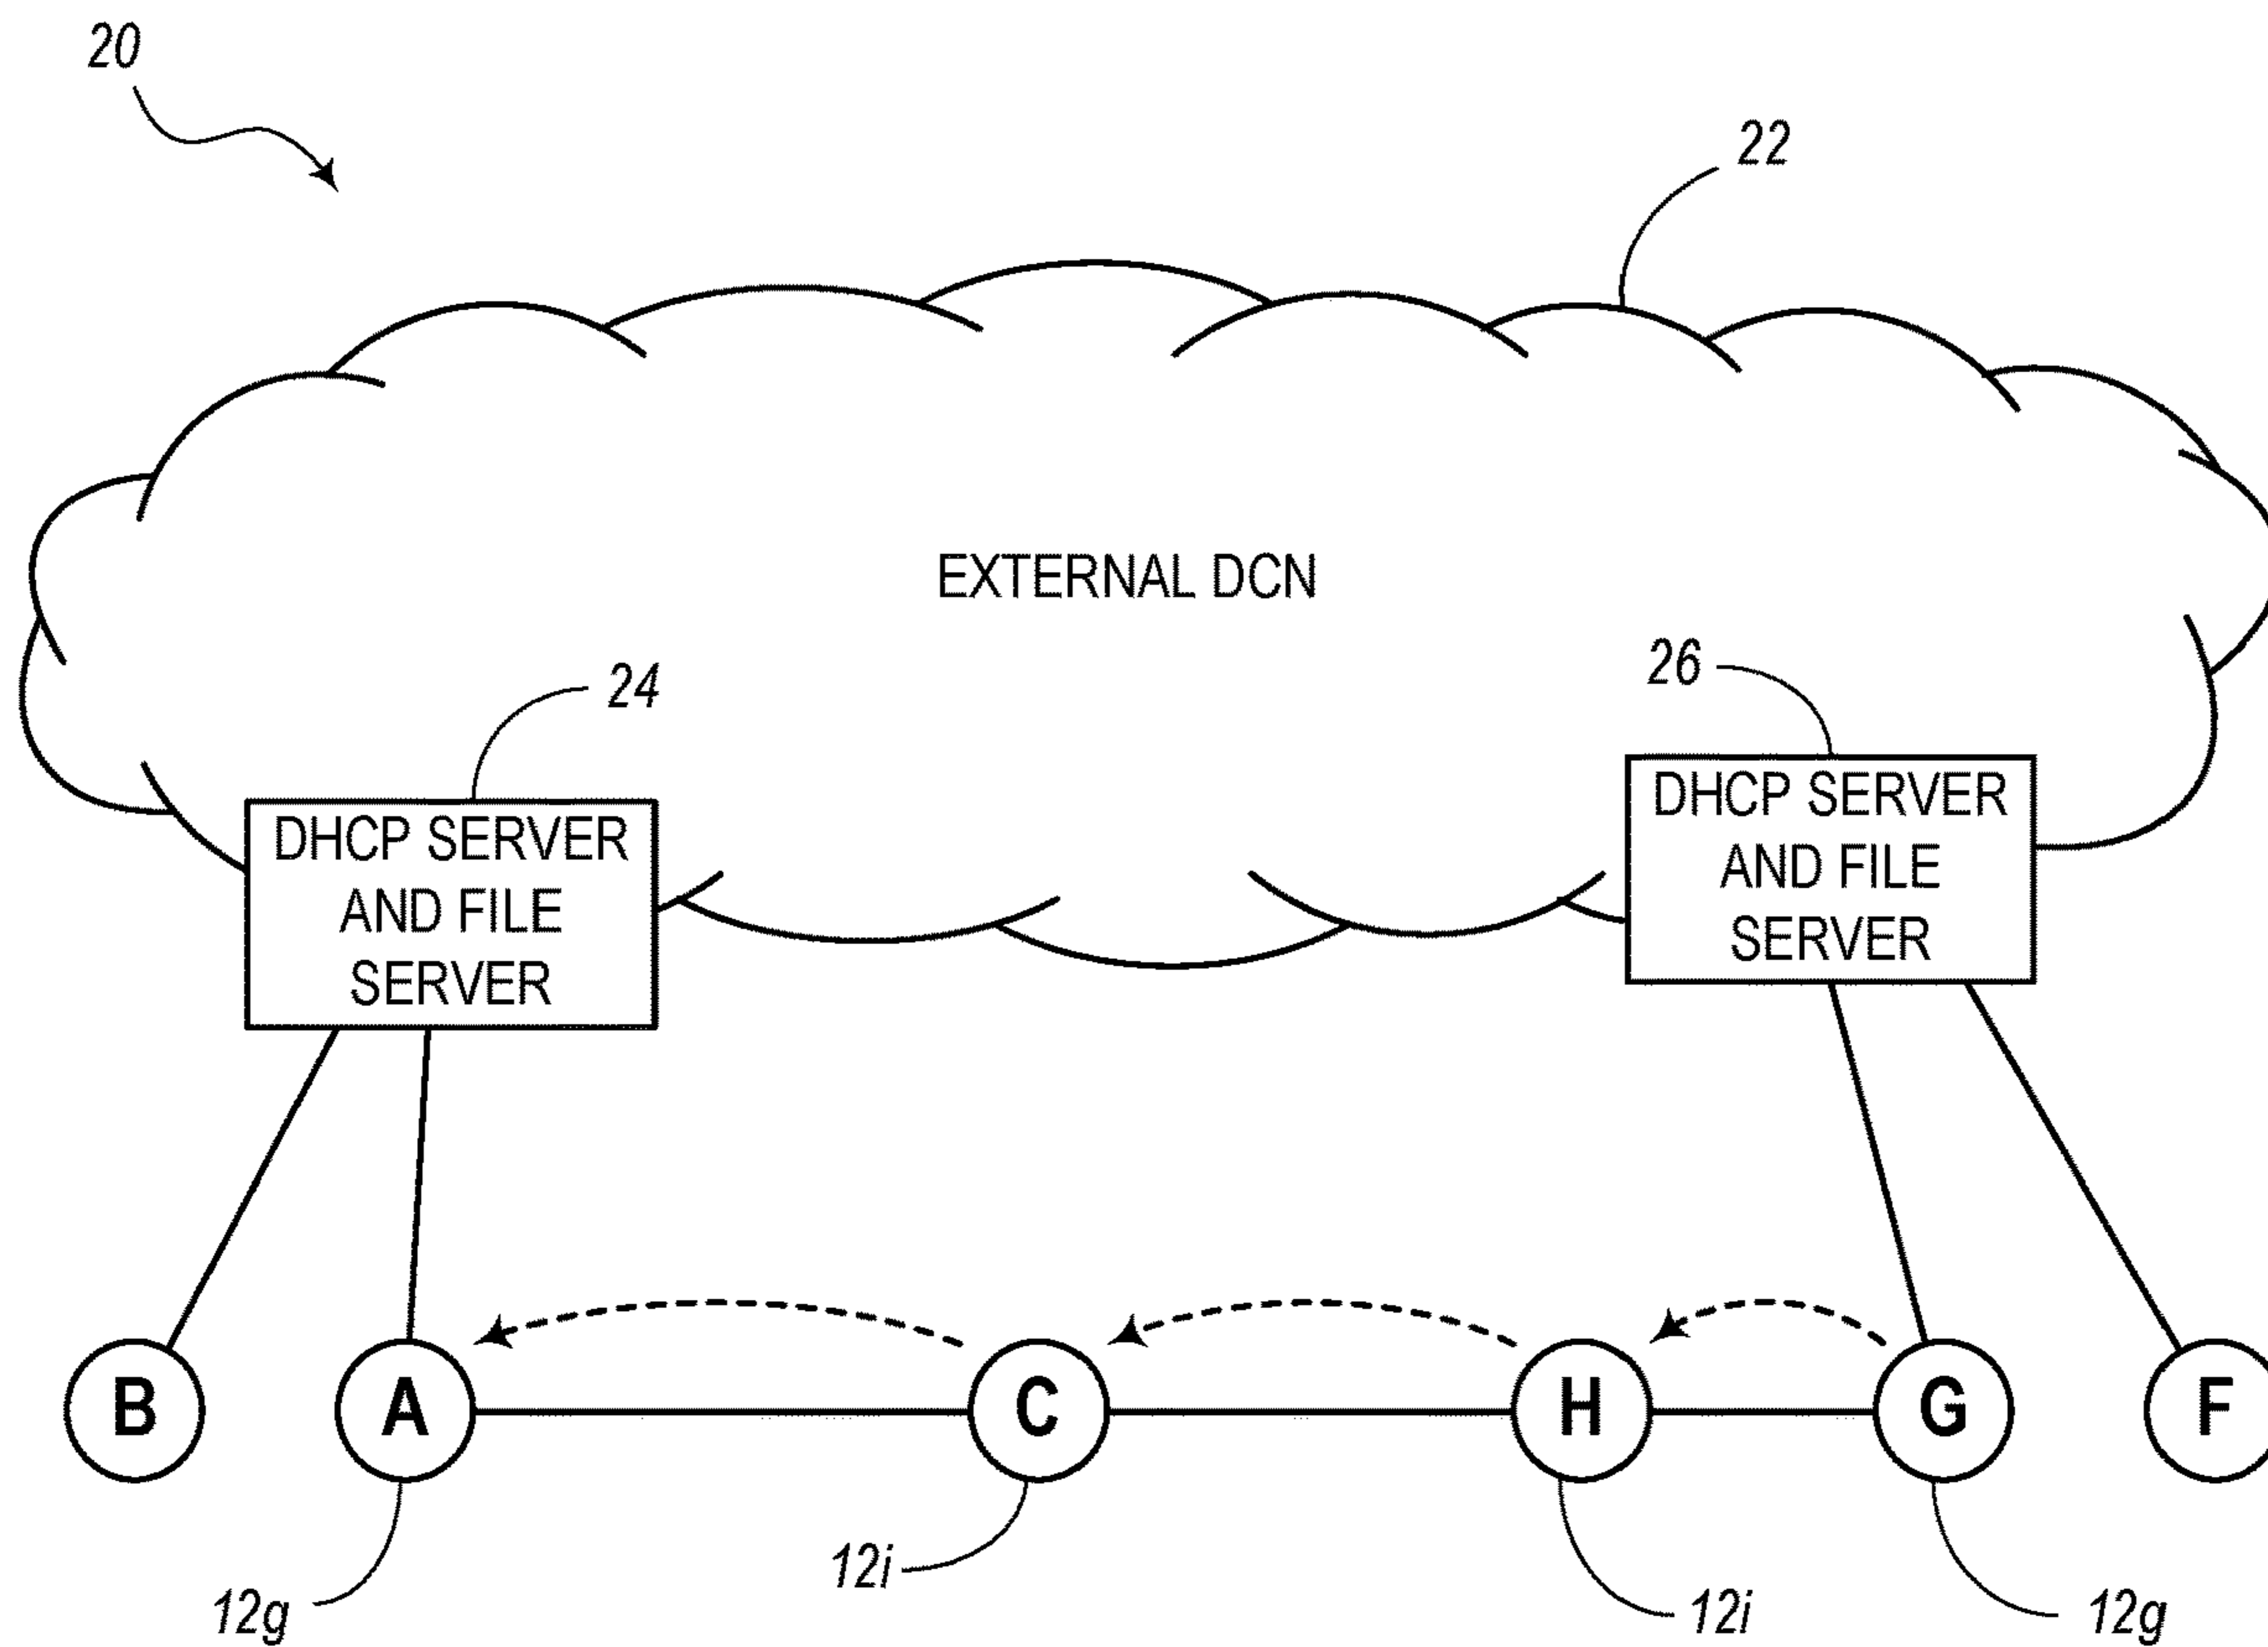 20
22
EXTERNAL DCN
24
26
DHCP SERVER
AND FILE
SERVER
DHCP SERVER
AND FILE
SERVER
B
A
C
H
G
F
12g
12i
12i
12g